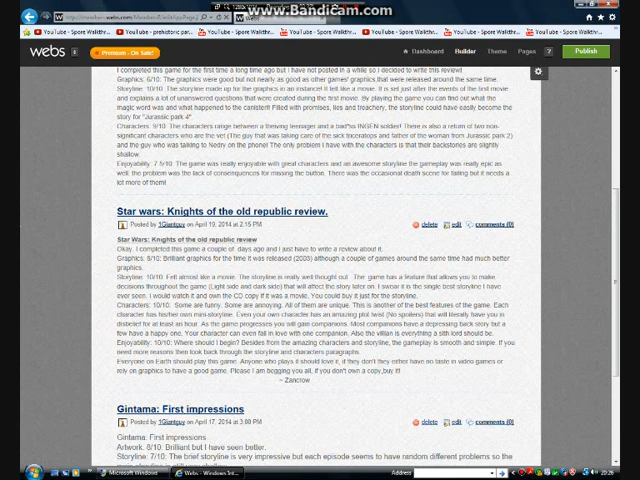 www.Bandicam.com
Webs
YouTube - Spore
YouTube - prehistoric par...
YouTube - Spore Vid...
YouTube - Spore Vid...
YouTube - Spore Vid...
YouTube - Spore Vid...
webs
Premium - On Sale!
Dashboard
Builder
Theme
Pages
7
Publish
I completed this game for the first time a long time ago but I have not posted in a while so I decided to write this review!
Graphics: 6/10: The graphics were good but not nearly as good as other games' graphics that were released around the same time.
Storyline: 10/10: The storyline made up for the graphics in an instance! It felt like a movie. It is set just after the events of the first movie
and explains a lot of unanswered questions that were created during the first movie. By playing the game you can find out what the
magic word was and what happened to the canister! Filled with promises, lies and treachery, the storyline could have easily become the
story for "Jurassic park 4".
Characters: 9/10: The characters range between a thieving teenager and a bad*ss INGEN soldier! There is also a return of two non-
significant characters who are the vet (The guy that was taking care of the sick triceratops and father of the female from Jurassic park 2)
and the guy who was talking to Nedry on the phone! The only problem I have with the characters is that their backstories are slightly
shallow.
Enjoyability: 7.5/10: The game was really enjoyable with great characters and an awesome storyline the gameplay was really epic as
well, the problem was the lack of consequences for missing the button. There was the occasional death scene for failing but it needs a
lot more of them!
Star wars: Knights of the old republic review.
Posted by 1Giantguy on April 19, 2014 at 2:15 PM
delete
edit
comments (0)
Star Wars: Knights of the old republic review
Okay. I completed this game a couple of days ago and I just have to write a review about it.
Graphics: 8/10: Brilliant graphics for the time it was released (2003) although a couple of games around the same time had much better
graphics.
Storyline: 10/10. Felt almost like a movie. The storyline is really well thought out. The game has a feature that allows you to make
decisions throughout the game (Light side and dark side) that will affect the story later on. I swear it is the single best storyline I have
ever seen. I would watch it and own the CD copy if it was a movie. You could buy it just for the storyline.
Characters: 10/10: Some are funny. Some are annoying. All of them are unique. This is another of the best features of the game. Each
character has his/her own mini-storyline. Even your own character has an amazing plot twist (No spoilers) that will literally have you in
disbelief for at least an hour. As the game progresses you will gain companions. Most companions have a depressing back story but a
few have a happy one. Your character can even fall in love with one companion. Also the villian is everything a sith lord should be.
Enjoyability: 10/10: Where should I begin? Besides from the amazing characters and storyline, the gameplay is smooth and simple. If you
need more reasons then look back through the storyline and characters paragraphs.
Everyone on Earth should play this game. Anyone who plays it should love it, if they don't they either have no taste in video games or
rely on graphics to have a good game. Please I am begging you all, if you don't own a copy,buy it!
~ Zancrow
Gintama: First impressions
Posted by 1Giantguy on April 17, 2014 at 3:00 PM
delete
edit
comments (0)
Gintama: First impressions
Artwork: 8/10: Brilliant but I have seen better.
Storyline: 7/10: The brief storyline is very impressive but each episode seems to have random different problems so the
Microsoft Windows
Webs - Windows Int...
Address
20:26